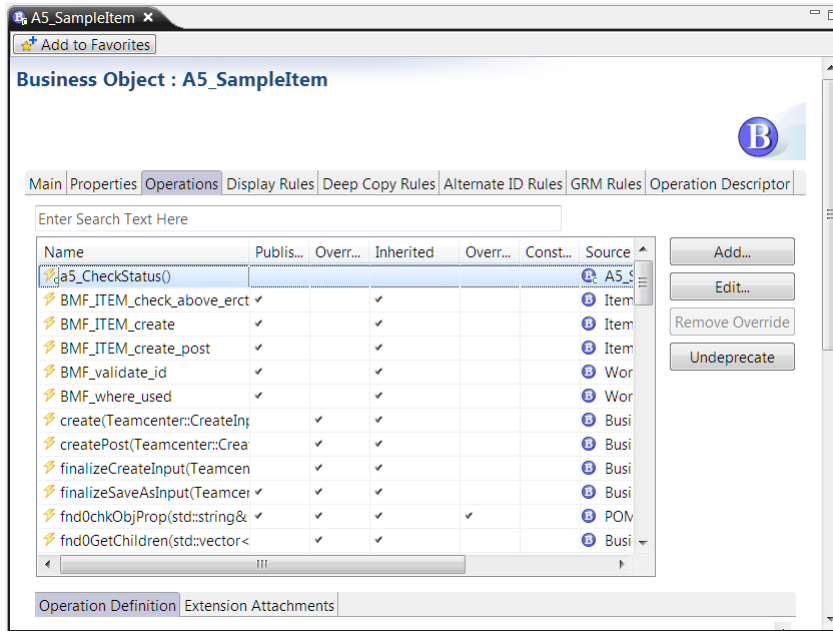 A5_SampleItem
Add to Favorites
Business Object : A5_SampleItem
B
Main Properties Operations Display Rules Deep Copy Rules Alternate ID Rules GRM Rules Operation Descriptor
Enter Search Text Here
Name Publis... Overr... Inherited Overr... Const... Source
a5_CheckStatus() A5_S
BMF_ITEM_check_above_erct Item
BMF_ITEM_create Item
BMF_ITEM_create_post Item
BMF_validate_id Wor
BMF_where_used Wor
create(Teamcenter::CreateInp Busi
createPost(Teamcenter::Crea Busi
finalizeCreateInput(Teamcen Busi
finalizeSaveAsInput(Teamcen Busi
fnd0chkObjProp(std::string& POM
fnd0GetChildren(std::vector< Busi
Add...
Edit...
Remove Override
Undeprecate
Operation Definition Extension Attachments